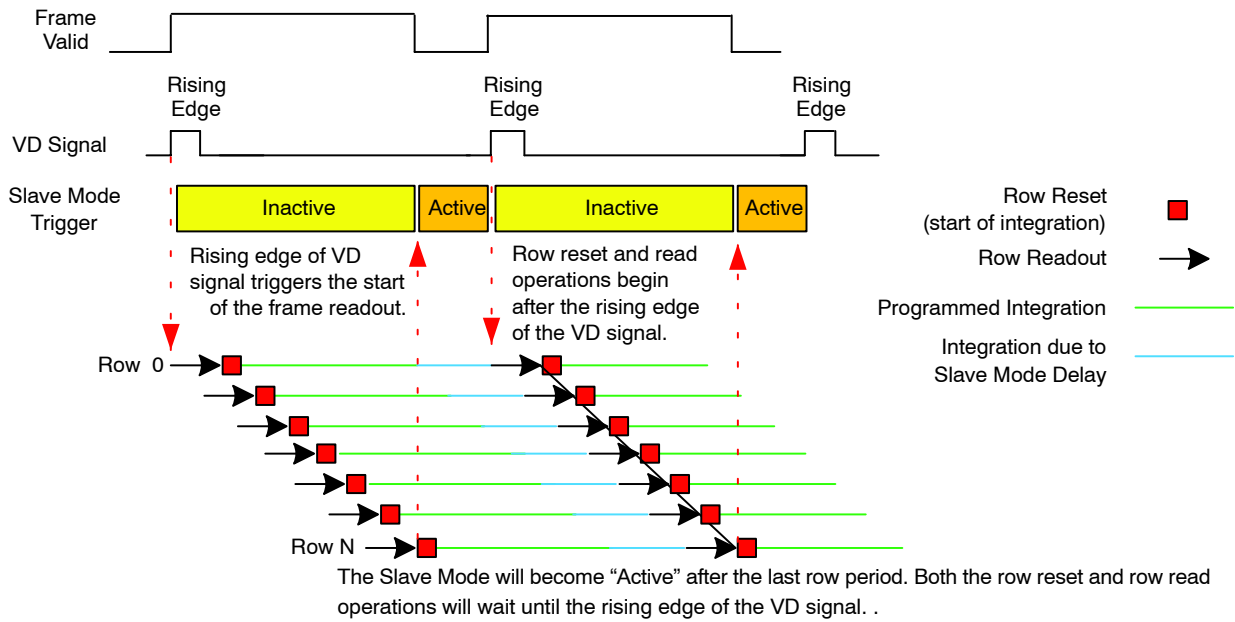 Frame
Valid
Rising
Edge
Rising
Edge
Rising
Edge
VD Signal
Slave Mode
Trigger
Inactive
Active
Inactive
Active
Rising edge of VD
signal triggers the start
of the frame readout.
Row reset and read
operations begin
after the rising edge
of the VD signal.
Row Reset
(start of integration)
Row Readout
Programmed Integration
Integration due to
Slave Mode Delay
Row 0
Row N
The Slave Mode will become “Active” after the last row period. Both the row reset and row read
operations will wait until the rising edge of the VD signal. .